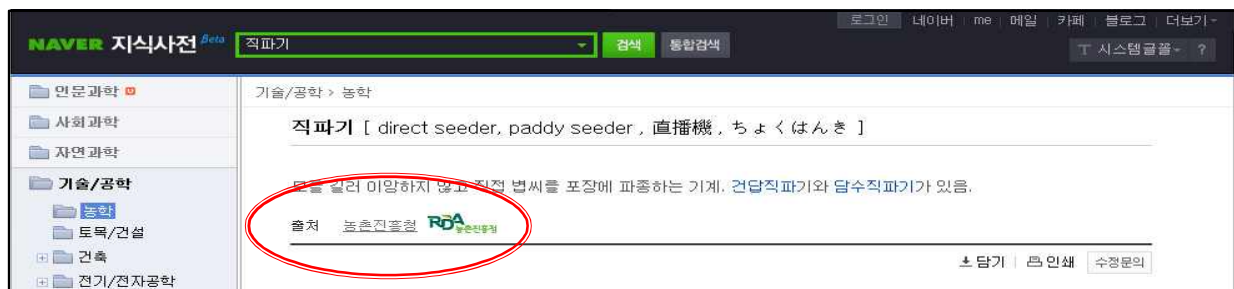 로그인 네이버 me 메일 카페 블로그 더보기
NAVER 지식사전 Beta 직파기 검색 통합검색
T 시스템글꼴 ?
인문과학
사회과학
자연과학
기술/공학
농학
토목/건설
건축
전기/전자공학
기술/공학 > 농학
직파기 [ direct seeder, paddy seeder , 直播機 , ちょくはんき ]
모를 길러 이앙하지 않고 직접 볍씨를 포장에 파종하는 기계. 건답직파기와 담수직파기가 있음.
출처 농촌진흥청 RDA 농촌진흥청
담기 인쇄 수정문의